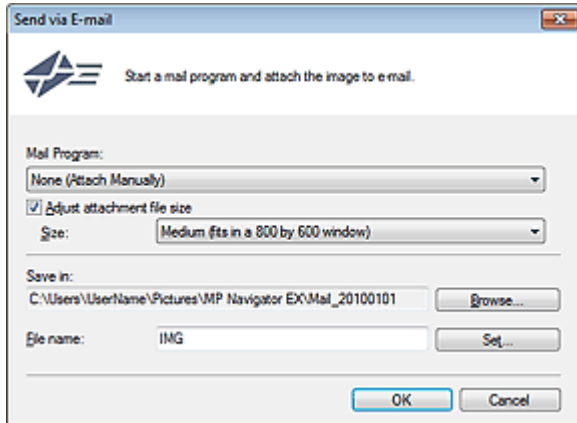 Send via E-mail
Start a mail program and attach the image to e-mail.
Mail Program:
None (Attach Manually)
Adjust attachment file size
Size: Medium (fits in a 800 by 600 window)
Save in:
C:\Users\UserName\Pictures\MP Navigator EX\Mail_20100101 Browse...
File name: IMG Set...
OK Cancel